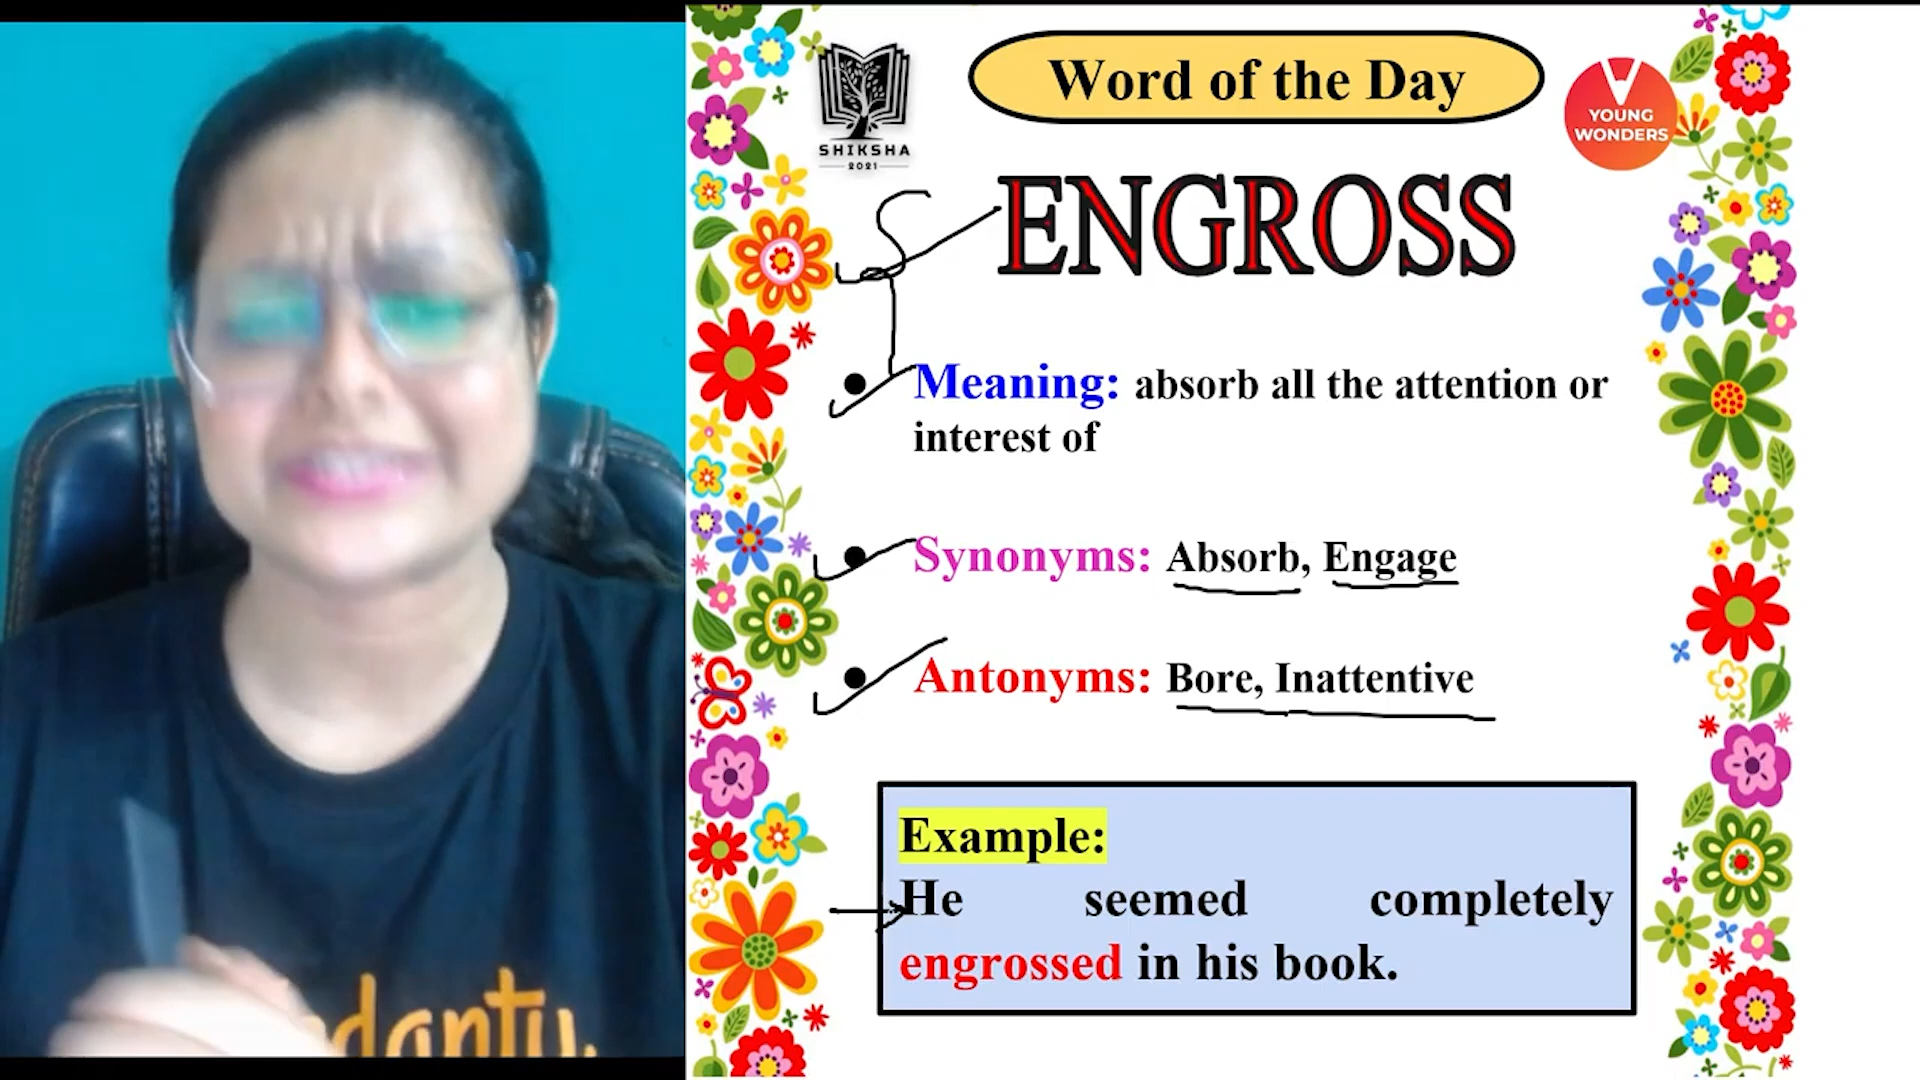 Word of the Day
SHIKSHA
2021
YOUNG
WONDERS
ENGROSS
Meaning: absorb all the attention or
interest of
Synonyms: Absorb, Engage
Antonyms: Bore, Inattentive
Example:
He seemed completely
engrossed in his book.